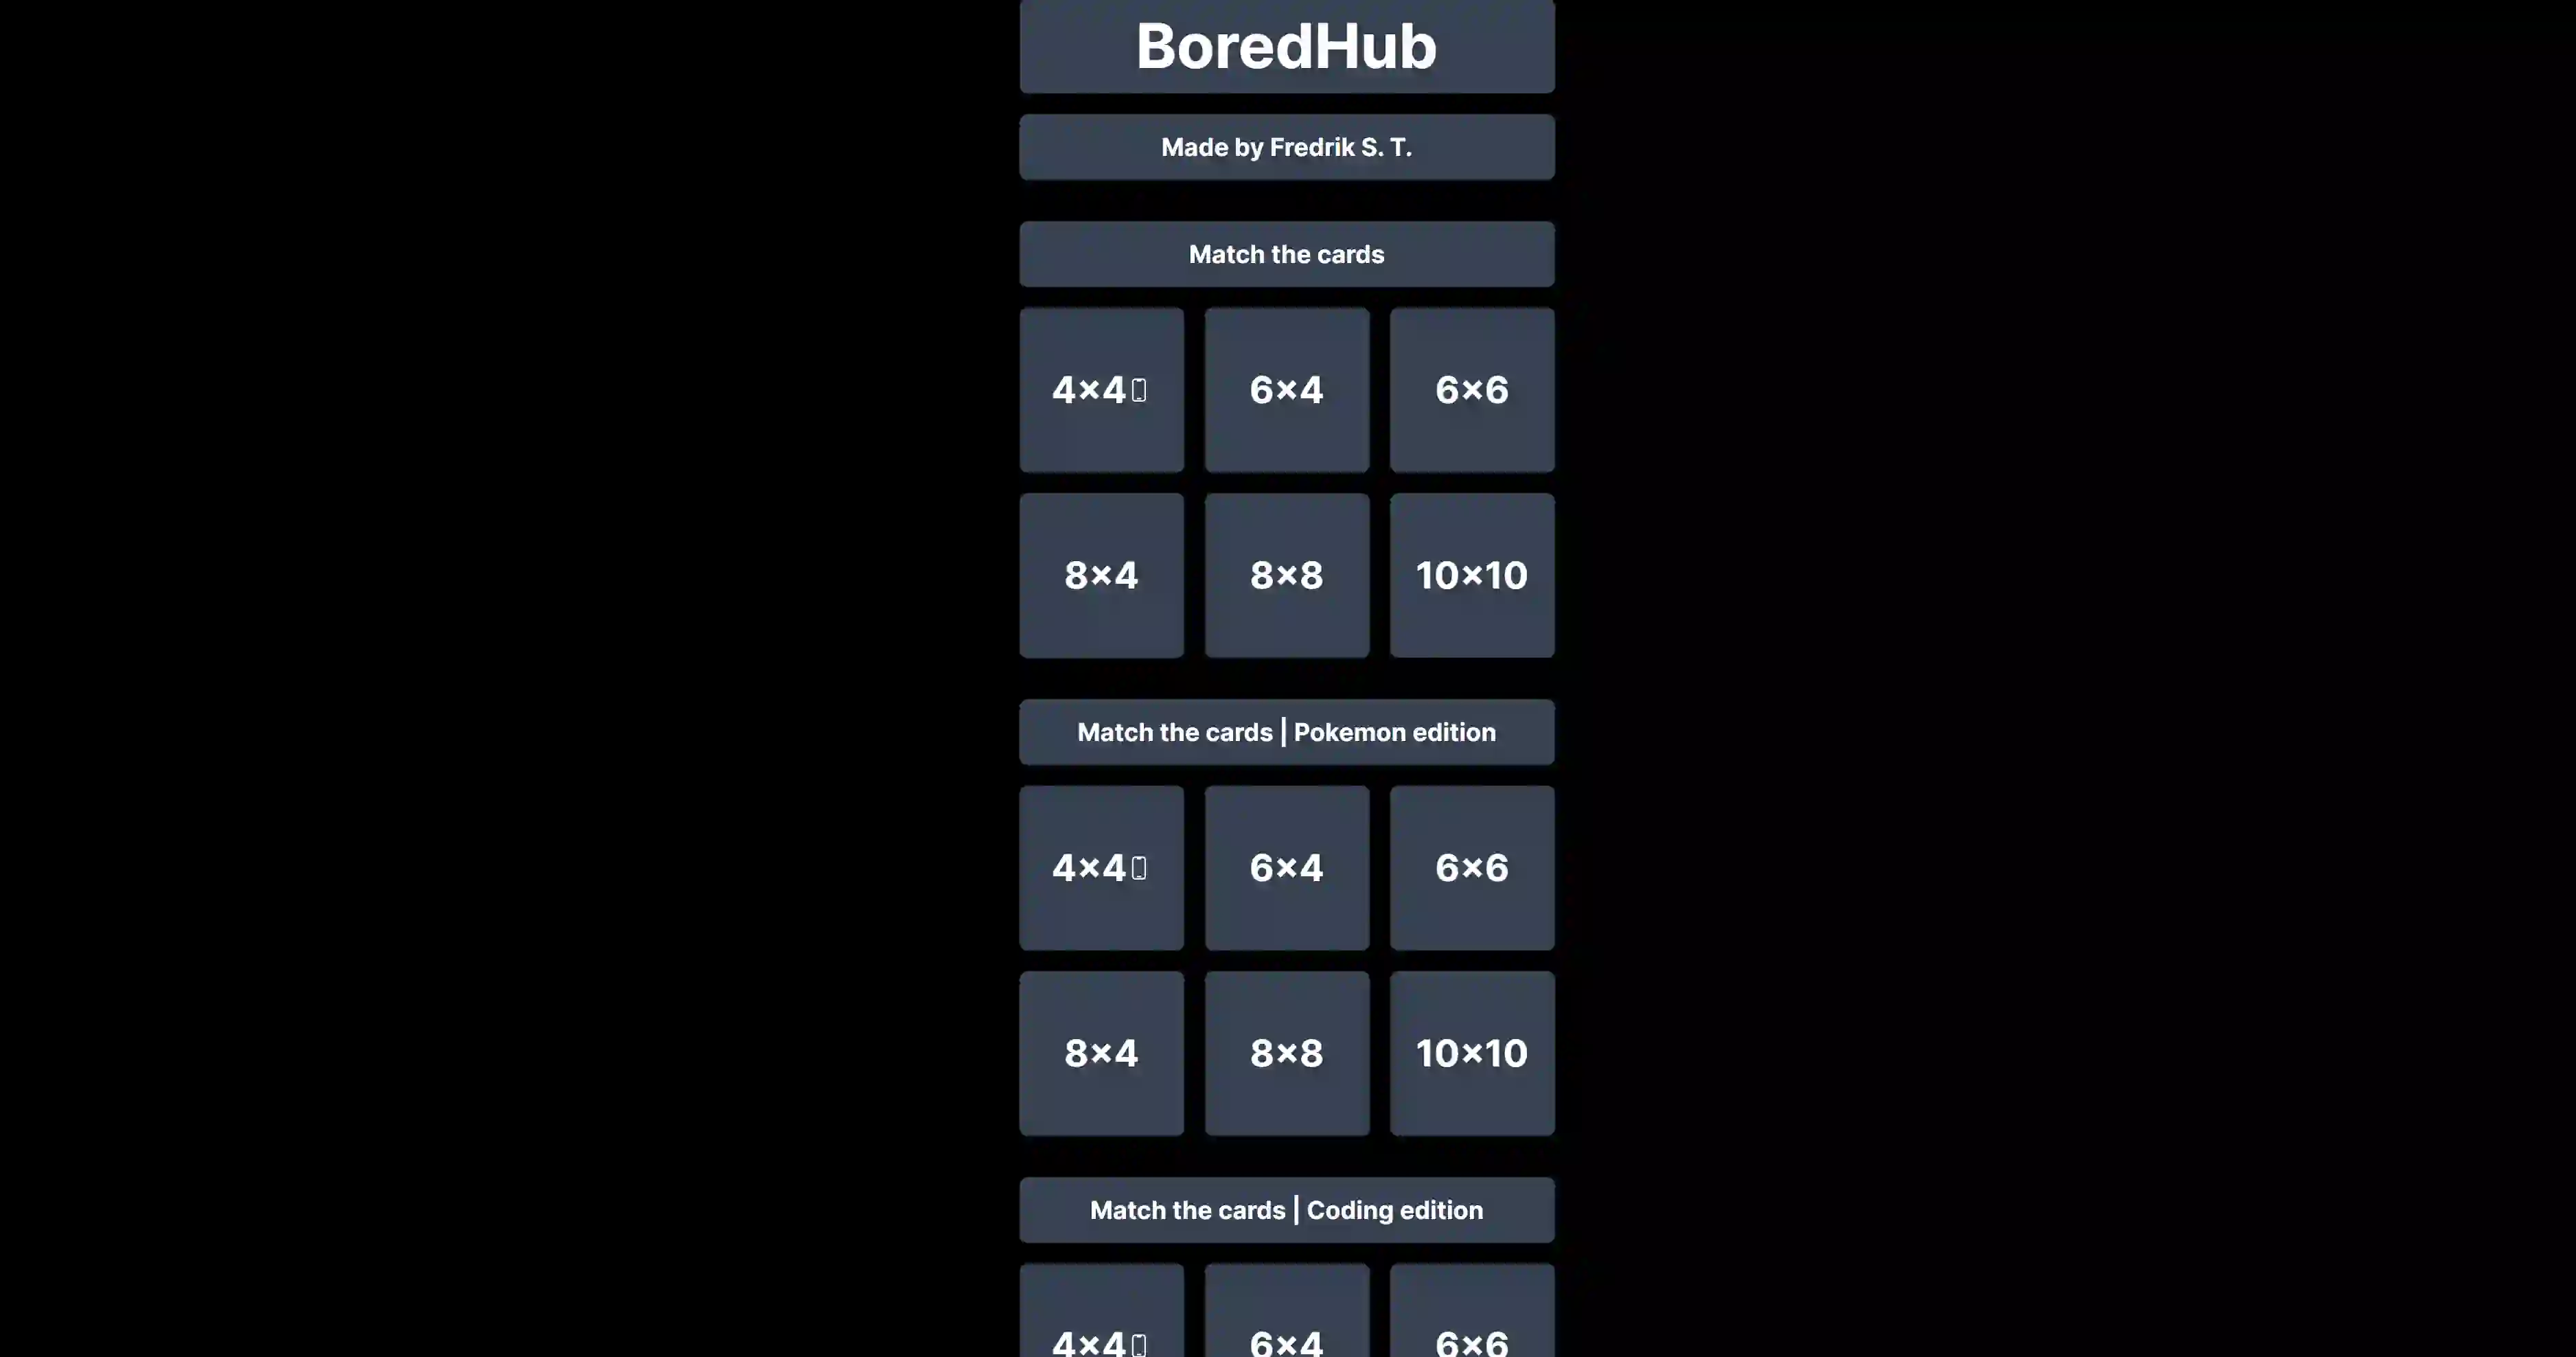 BoredHub
Made by Fredrik S. T.
Match the cards
4×4 6×4 6×6
8×4 8×8 10×10
Match the cards | Pokemon edition
4×4 6×4 6×6
8×4 8×8 10×10
Match the cards | Coding edition
4×4 6×4 6×6